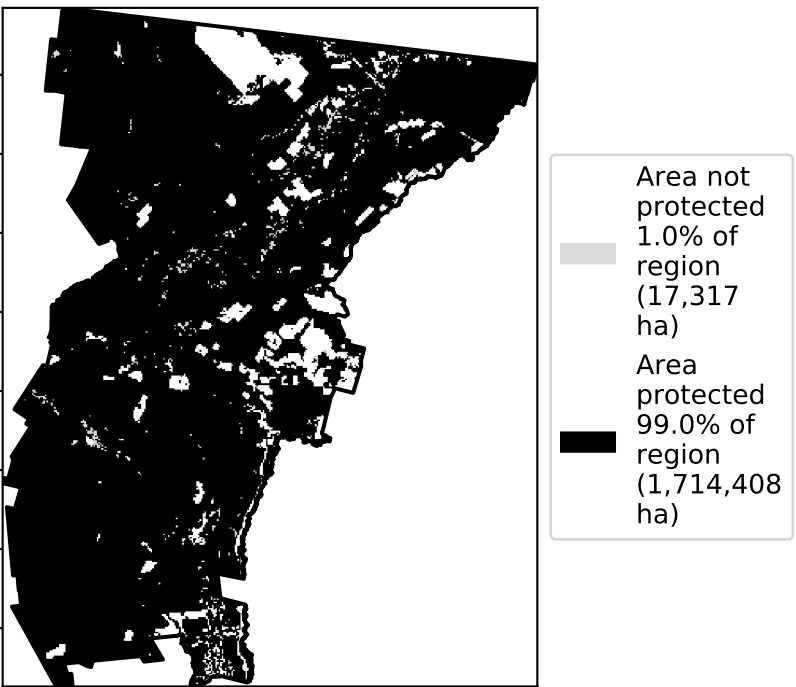 Area not
protected
1.0% of
region
(17,317
ha)
Area
protected
99.0% of
region
(1,714,408
ha)